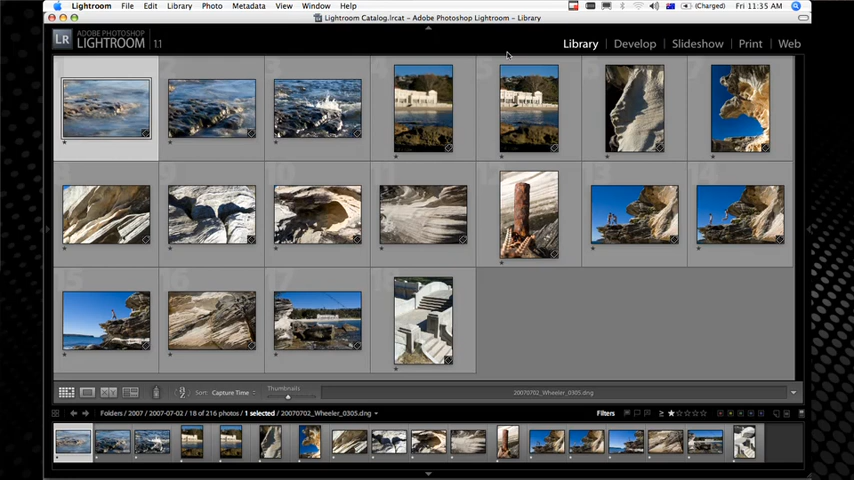 Lightroom File Edit Library Photo Metadata View Window Help (Charged) Fri 11:35 AM
Lightroom Catalog.lrcat - Adobe Photoshop Lightroom - Library
LR ADOBE PHOTOSHOP LIGHTROOM 1.1
Library Develop Slideshow Print Web
Sort: Capture Time Thumbnails 20070702_Wheeler_0305.dng
Folders / 2007 / 2007-07-02 / 18 of 216 photos / 1 selected / 20070702_Wheeler_0305.dng Filters